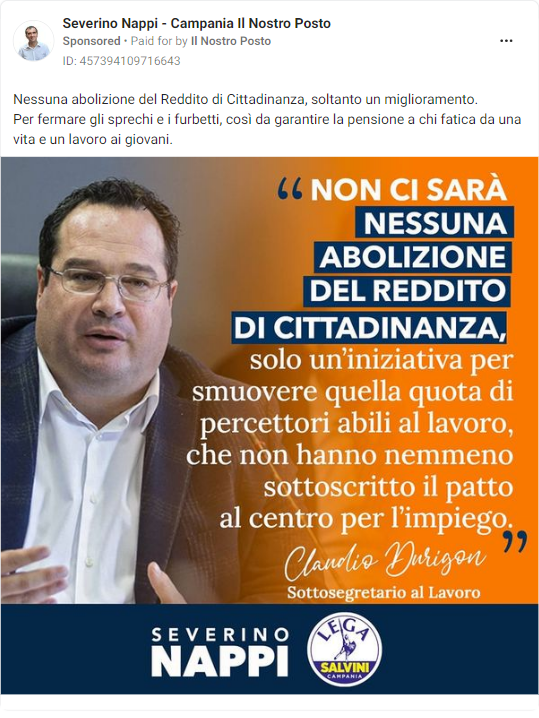 Severino Nappi - Campania Il Nostro Posto
Sponsored • Paid for by Il Nostro Posto
ID: 457394109716643
Nessuna abolizione del Reddito di Cittadinanza, soltanto un miglioramento.
Per fermare gli sprechi e i furbetti, così da garantire la pensione a chi fatica da una
vita e un lavoro ai giovani.
“ NON CI SARÀ
NESSUNA
ABOLIZIONE
DEL REDDITO
DI CITTADINANZA,
solo un’iniziativa per
smuovere quella quota di
percettori abili al lavoro,
che non hanno nemmeno
sottoscritto il patto
al centro per l’impiego. ”
Claudio Durigon
Sottosegretario al Lavoro
SEVERINO
NAPPI
LEGA
SALVINI
CAMPANIA